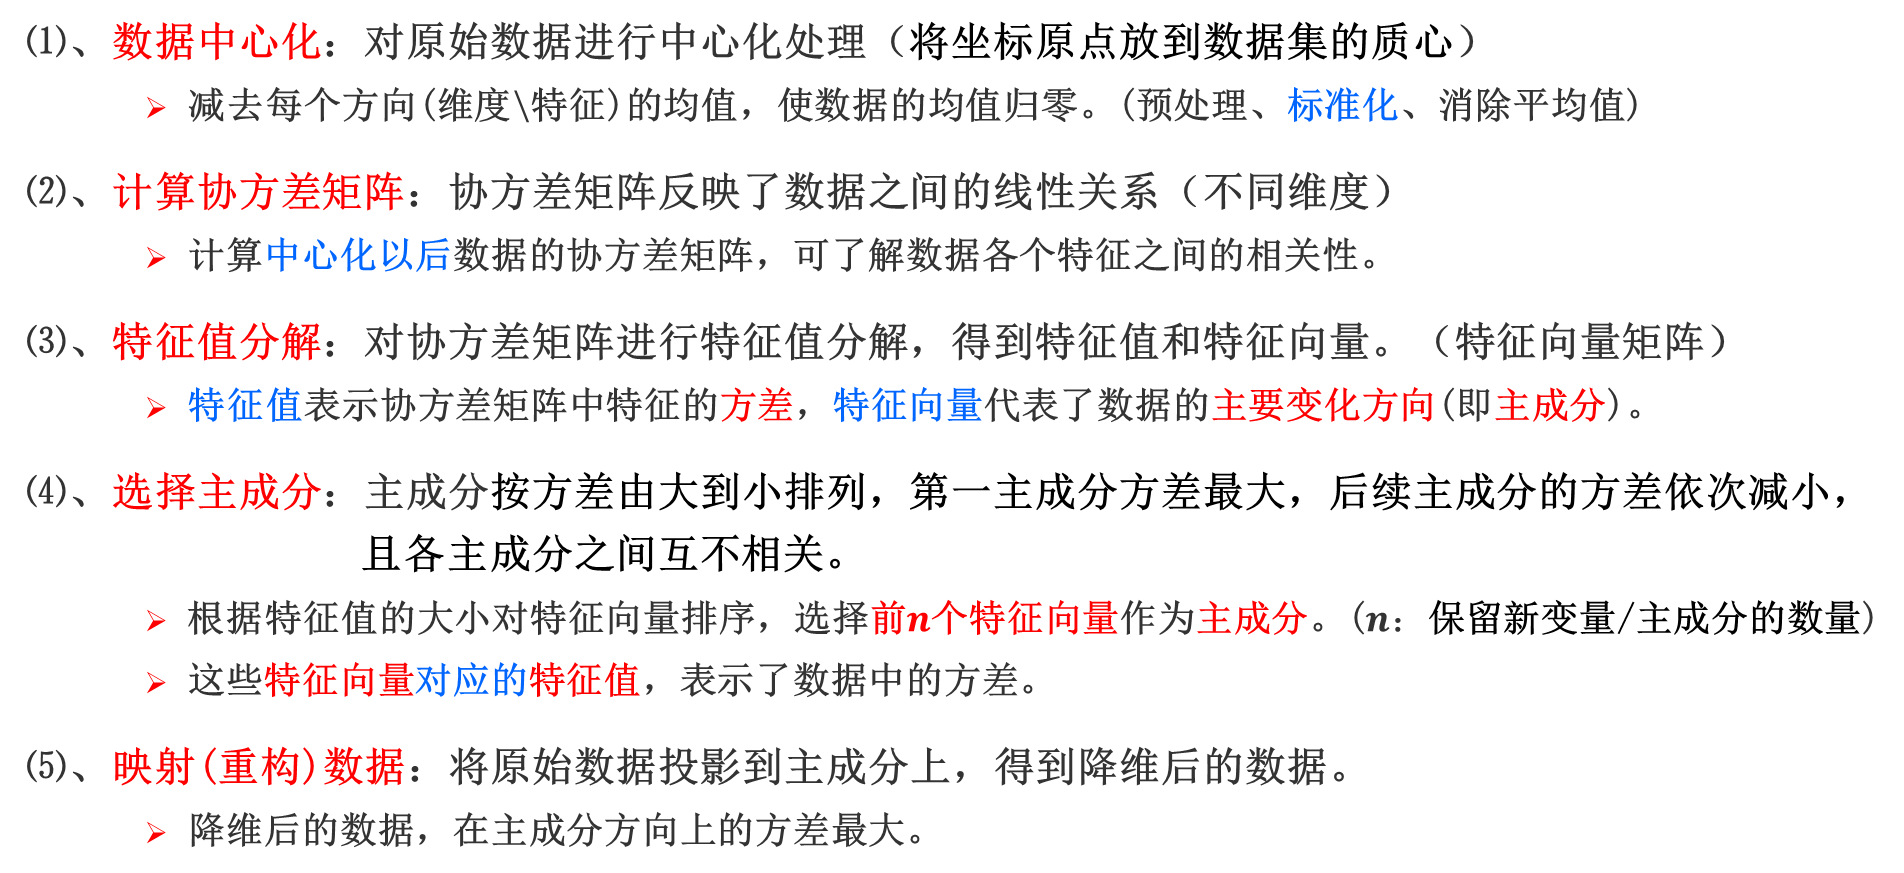 (1)、数据中心化：对原始数据进行中心化处理（将坐标原点放到数据集的质心）
➢ 减去每个方向(维度\特征)的均值，使数据的均值归零。(预处理、标准化、消除平均值)
(2)、计算协方差矩阵：协方差矩阵反映了数据之间的线性关系（不同维度）
➢ 计算中心化以后数据的协方差矩阵，可了解数据各个特征之间的相关性。
(3)、特征值分解：对协方差矩阵进行特征值分解，得到特征值和特征向量。（特征向量矩阵）
➢ 特征值表示协方差矩阵中特征的方差，特征向量代表了数据的主要变化方向(即主成分)。
(4)、选择主成分：主成分按方差由大到小排列，第一主成分方差最大，后续主成分的方差依次减小，
且各主成分之间互不相关。
➢ 根据特征值的大小对特征向量排序，选择前n个特征向量作为主成分。(n：保留新变量/主成分的数量)
➢ 这些特征向量对应的特征值，表示了数据中的方差。
(5)、映射(重构)数据：将原始数据投影到主成分上，得到降维后的数据。
➢ 降维后的数据，在主成分方向上的方差最大。